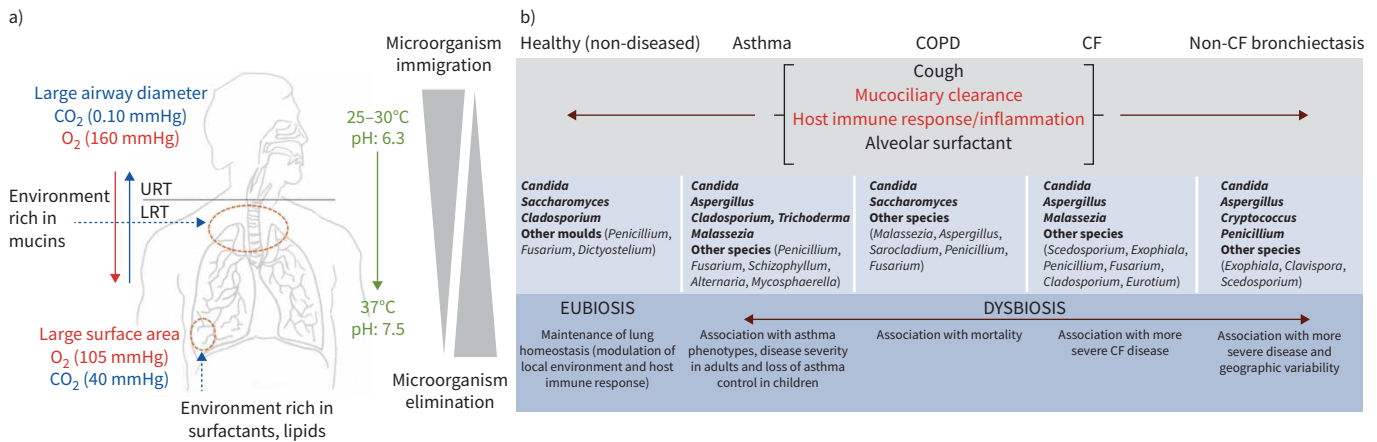 a)
Microorganism
immigration
Large airway diameter
CO₂ (0.10 mmHg)
O₂ (160 mmHg)
25–30°C
pH: 6.3
URT
LRT
Environment
rich in
mucins
37°C
pH: 7.5
Large surface area
O₂ (105 mmHg)
CO₂ (40 mmHg)
Microorganism
elimination
Environment rich in
surfactants, lipids
b)
Healthy (non-diseased) Asthma COPD CF Non-CF bronchiectasis
Cough
Mucociliary clearance
Host immune response/inflammation
Alveolar surfactant
Candida
Saccharomyces
Cladosporium
Other moulds (Penicillium,
Fusarium, Dictyostelium)
Candida
Aspergillus
Cladosporium, Trichoderma
Malassezia
Other species (Penicillium,
Fusarium, Schizophyllum,
Alternaria, Mycosphaerella)
Candida
Saccharomyces
Other species
(Malassezia, Aspergillus,
Sarocladium, Penicillium,
Fusarium)
Candida
Aspergillus
Malassezia
Other species
(Scedosporium, Exophiala,
Penicillium, Fusarium,
Cladosporium, Eurotium)
Candida
Aspergillus
Cryptococcus
Penicillium
Other species
(Exophiala, Clavispora,
Scedosporium)
EUBIOSIS
Maintenance of lung
homeostasis (modulation of
local environment and host
immune response)
DYSBIOSIS
Association with asthma
phenotypes, disease severity
in adults and loss of asthma
control in children
Association with mortality
Association with more
severe CF disease
Association with more
severe disease and
geographic variability